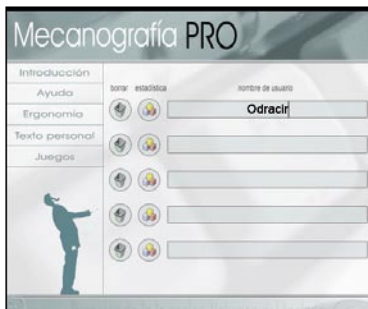 Mecanografía PRO
Introducción
Ayuda
Ergonomía
Texto personal
Juegos
borrar estadística nombre de usuario
Odracir